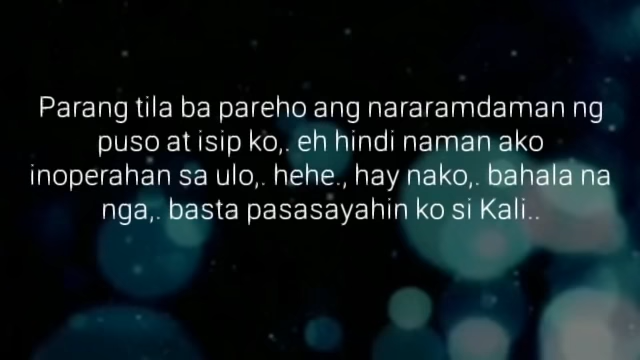 Parang tila ba pareho ang nararamdaman ng
puso at isip ko,. eh hindi naman ako
inoperahan sa ulo,. hehe., hay nako,. bahala na
nga,. basta pasasayahin ko si Kali..